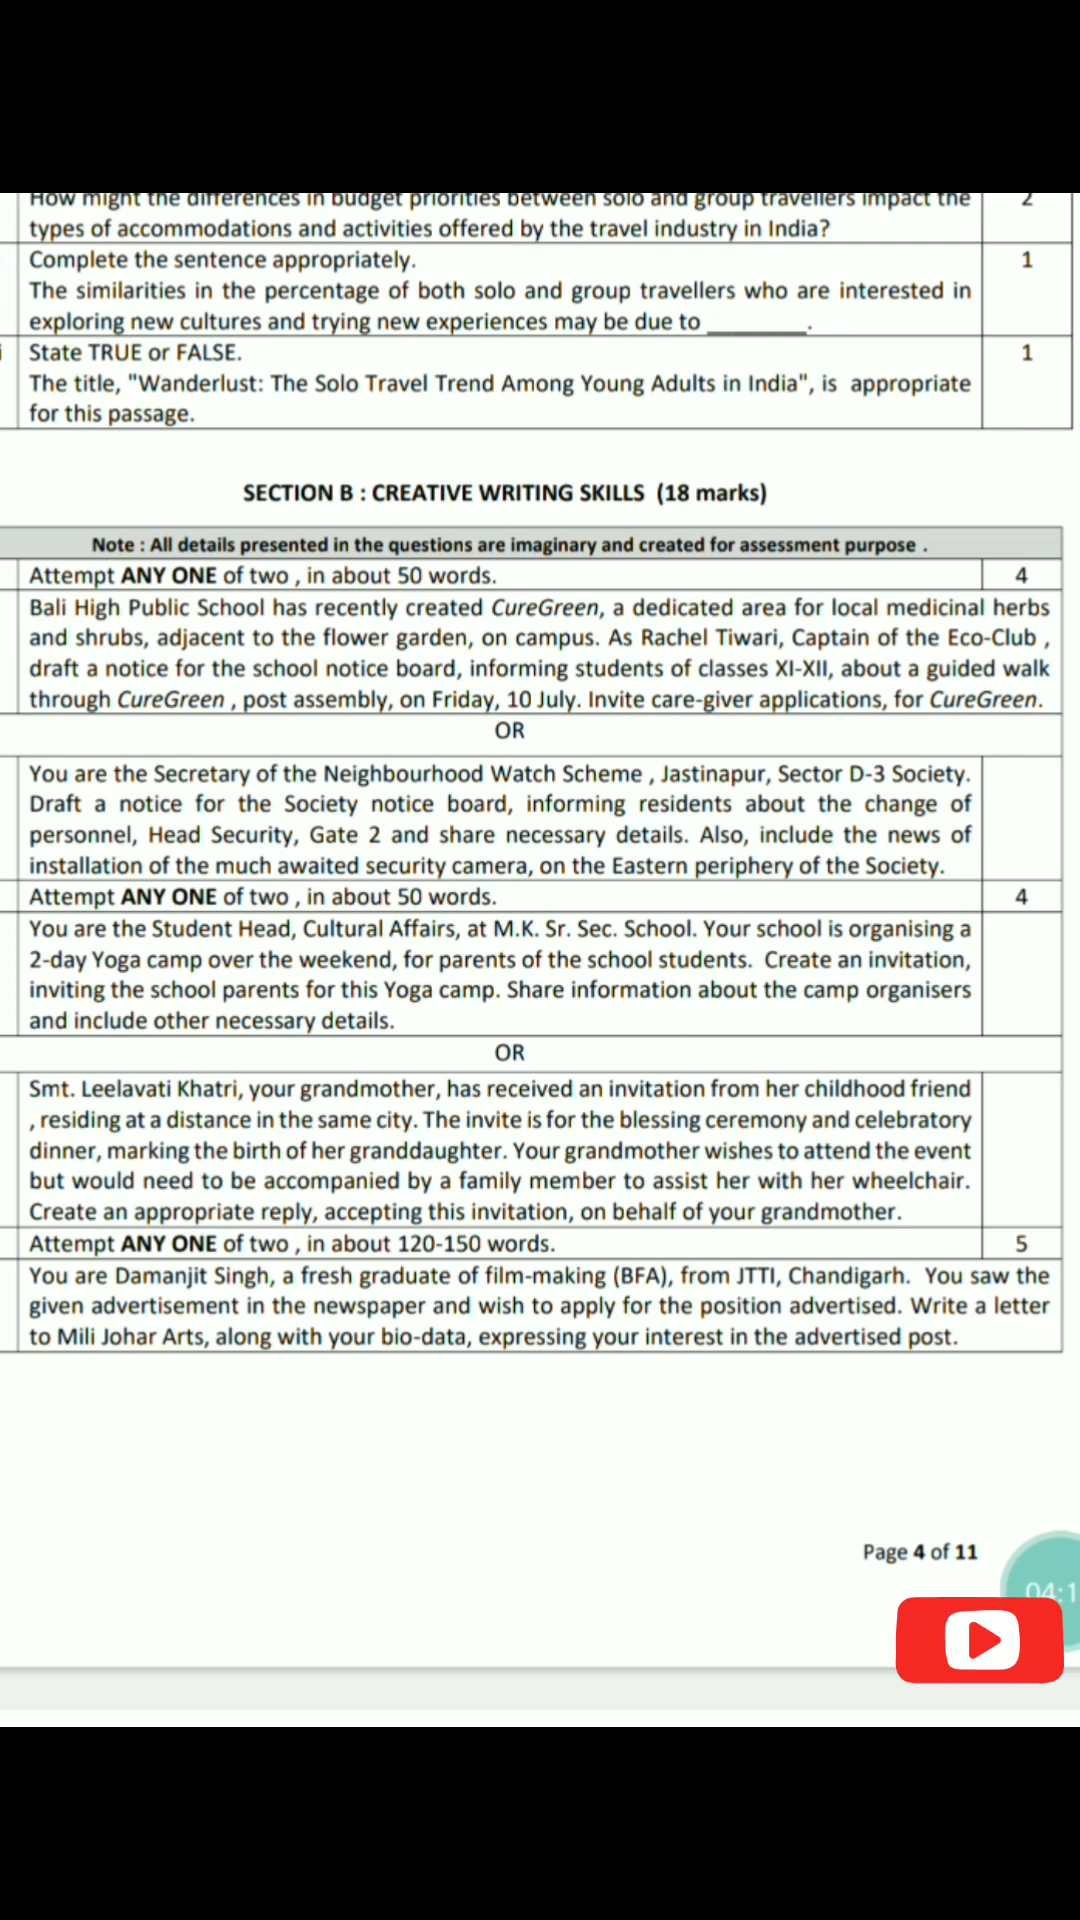 How might the differences in budget priorities between solo and group travellers impact the 2
types of accommodations and activities offered by the travel industry in India?
Complete the sentence appropriately. 1
The similarities in the percentage of both solo and group travellers who are interested in
exploring new cultures and trying new experiences may be due to ________.
State TRUE or FALSE. 1
The title, "Wanderlust: The Solo Travel Trend Among Young Adults in India", is appropriate
for this passage.
SECTION B : CREATIVE WRITING SKILLS (18 marks)
Note : All details presented in the questions are imaginary and created for assessment purpose .
Attempt ANY ONE of two , in about 50 words. 4
Bali High Public School has recently created CureGreen, a dedicated area for local medicinal herbs
and shrubs, adjacent to the flower garden, on campus. As Rachel Tiwari, Captain of the Eco-Club ,
draft a notice for the school notice board, informing students of classes XI-XII, about a guided walk
through CureGreen , post assembly, on Friday, 10 July. Invite care-giver applications, for CureGreen.
OR
You are the Secretary of the Neighbourhood Watch Scheme , Jastinapur, Sector D-3 Society.
Draft a notice for the Society notice board, informing residents about the change of
personnel, Head Security, Gate 2 and share necessary details. Also, include the news of
installation of the much awaited security camera, on the Eastern periphery of the Society.
Attempt ANY ONE of two , in about 50 words. 4
You are the Student Head, Cultural Affairs, at M.K. Sr. Sec. School. Your school is organising a
2-day Yoga camp over the weekend, for parents of the school students. Create an invitation,
inviting the school parents for this Yoga camp. Share information about the camp organisers
and include other necessary details.
OR
Smt. Leelavati Khatri, your grandmother, has received an invitation from her childhood friend
, residing at a distance in the same city. The invite is for the blessing ceremony and celebratory
dinner, marking the birth of her granddaughter. Your grandmother wishes to attend the event
but would need to be accompanied by a family member to assist her with her wheelchair.
Create an appropriate reply, accepting this invitation, on behalf of your grandmother.
Attempt ANY ONE of two , in about 120-150 words. 5
You are Damanjit Singh, a fresh graduate of film-making (BFA), from JTTI, Chandigarh. You saw the
given advertisement in the newspaper and wish to apply for the position advertised. Write a letter
to Mili Johar Arts, along with your bio-data, expressing your interest in the advertised post.
Page 4 of 11
04:1